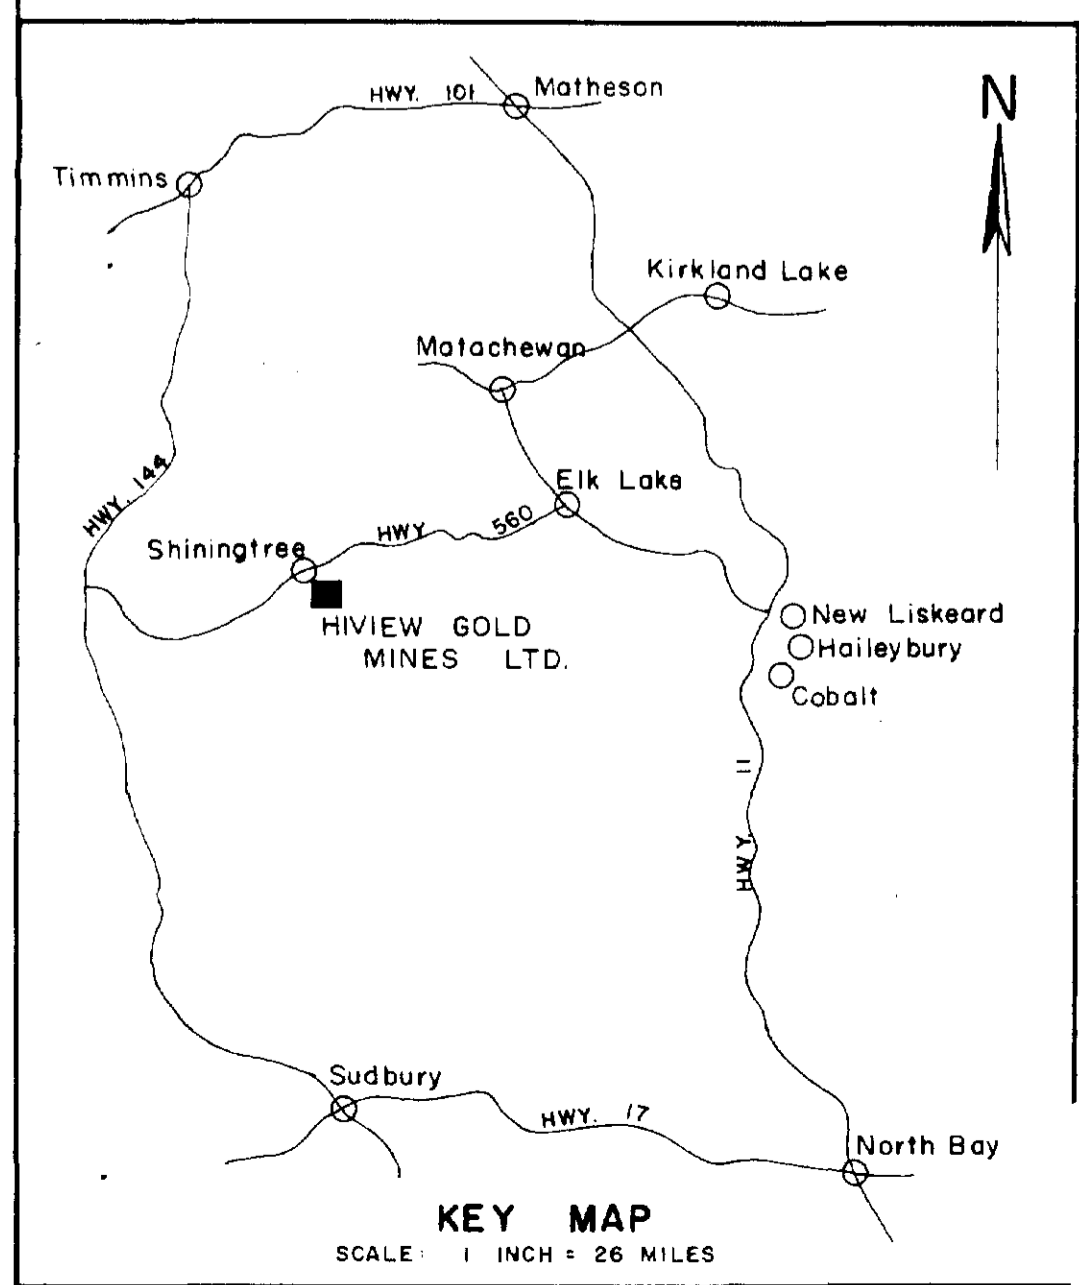 HWY. 101
Matheson
N
Timmins
Kirkland Lake
Matachewan
HWY. 144
Elk Lake
HWY 560
Shiningtree
HIVIEW GOLD
MINES LTD.
New Liskeard
Haileybury
Cobalt
HWY. 11
Sudbury
HWY. 17
North Bay
KEY MAP
SCALE: 1 INCH = 26 MILES